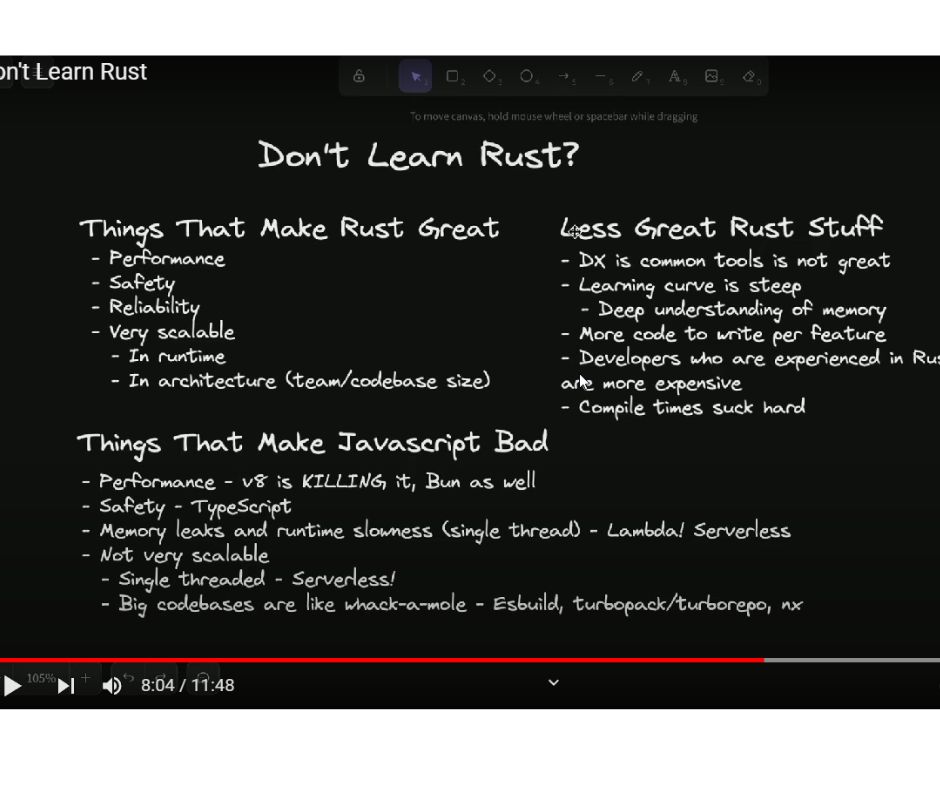 on't Learn Rust
To move canvas, hold mouse wheel or spacebar while dragging
Don't Learn Rust?
Things That Make Rust Great
- Performance
- Safety
- Reliability
- Very scalable
- In runtime
- In architecture (team/codebase size)
Less Great Rust Stuff
- DX is common tools is not great
- Learning curve is steep
- Deep understanding of memory
- More code to write per feature
- Developers who are experienced in Rus
are more expensive
- Compile times suck hard
Things That Make Javascript Bad
- Performance - v8 is KILLING it, Bun as well
- Safety - TypeScript
- Memory leaks and runtime slowness (single thread) - Lambda! Serverless
- Not very scalable
- Single threaded - Serverless!
- Big codebases are like whack-a-mole - Esbuild, turbopack/turborepo, nx
105%
8:04 / 11:48